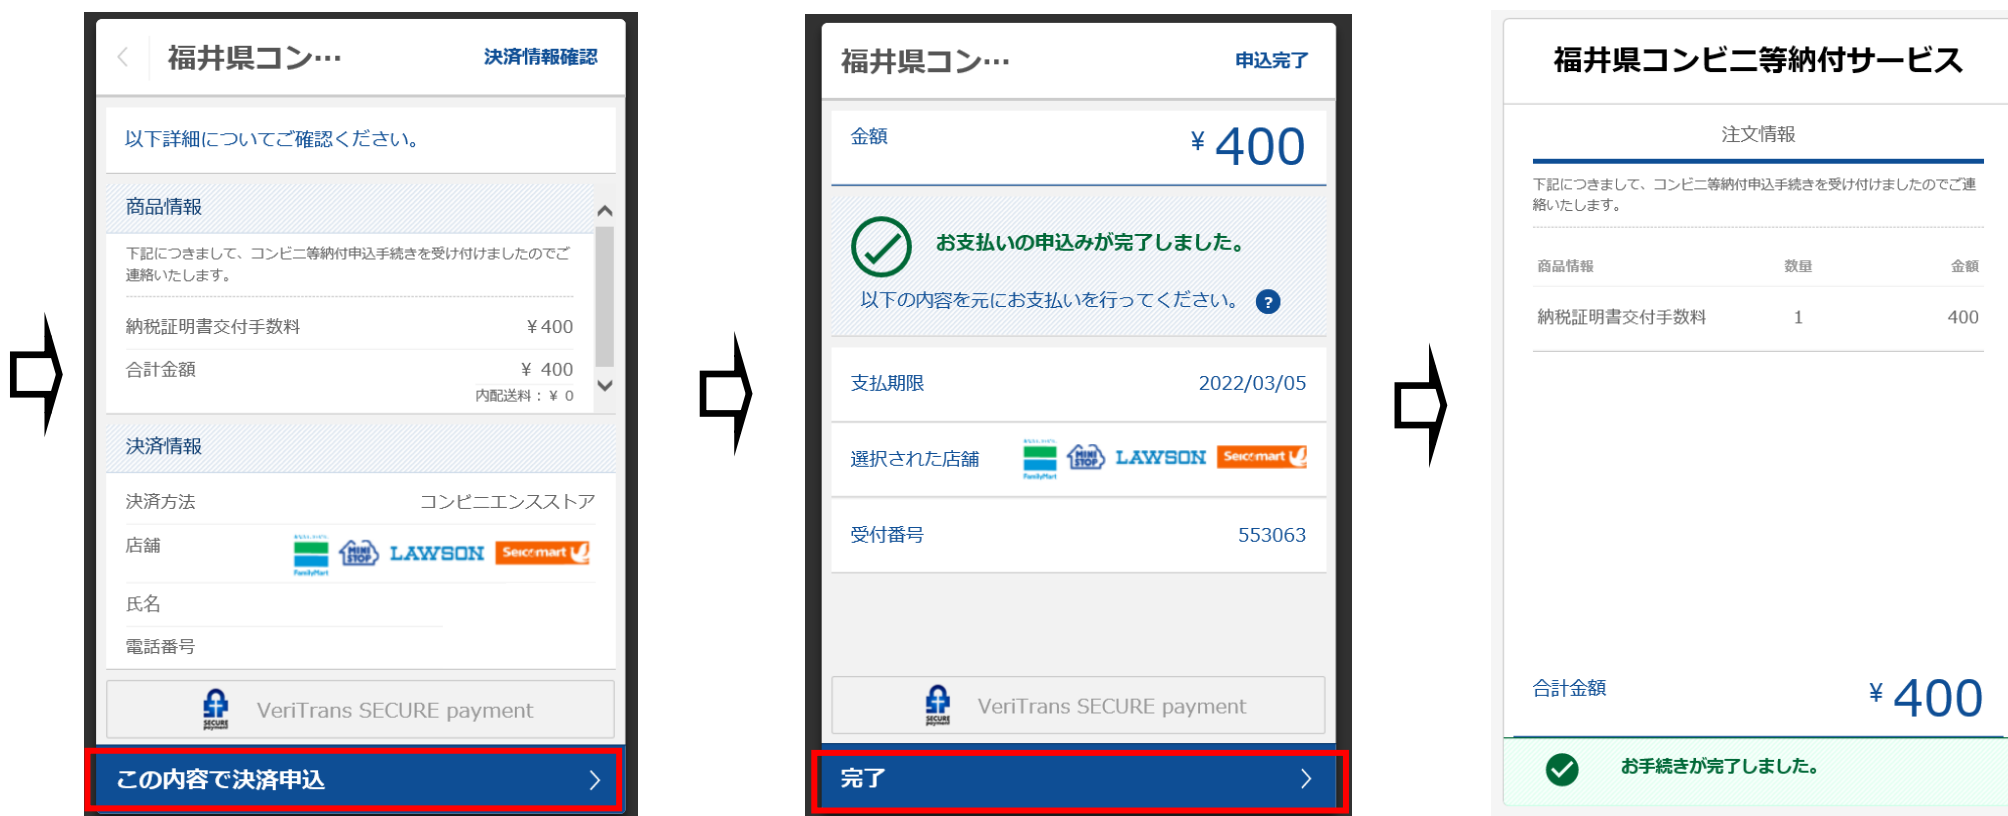 福井県コン…
決済情報確認
以下詳細についてご確認ください。
商品情報
下記につきまして、コンビニ等納付申込手続きを受け付けましたのでご
連絡いたします。
納税証明書交付手数料 ¥400
合計金額 ¥ 400
内配送料：¥ 0
決済情報
決済方法 コンビニエンスストア
店舗 FamilyMart MINI STOP LAWSON Seicomart
氏名
電話番号
SECURE payment VeriTrans SECURE payment
この内容で決済申込
福井県コン…
申込完了
金額 ¥ 400
お支払いの申込みが完了しました。
以下の内容を元にお支払いを行ってください。 ?
支払期限 2022/03/05
選択された店舗 FamilyMart MINI STOP LAWSON Seicomart
受付番号 553063
SECURE payment VeriTrans SECURE payment
完了
福井県コンビニ等納付サービス
注文情報
下記につきまして、コンビニ等納付申込手続きを受け付けましたのでご連
絡いたします。
商品情報 数量 金額
納税証明書交付手数料 1 400
合計金額 ¥ 400
お手続きが完了しました。